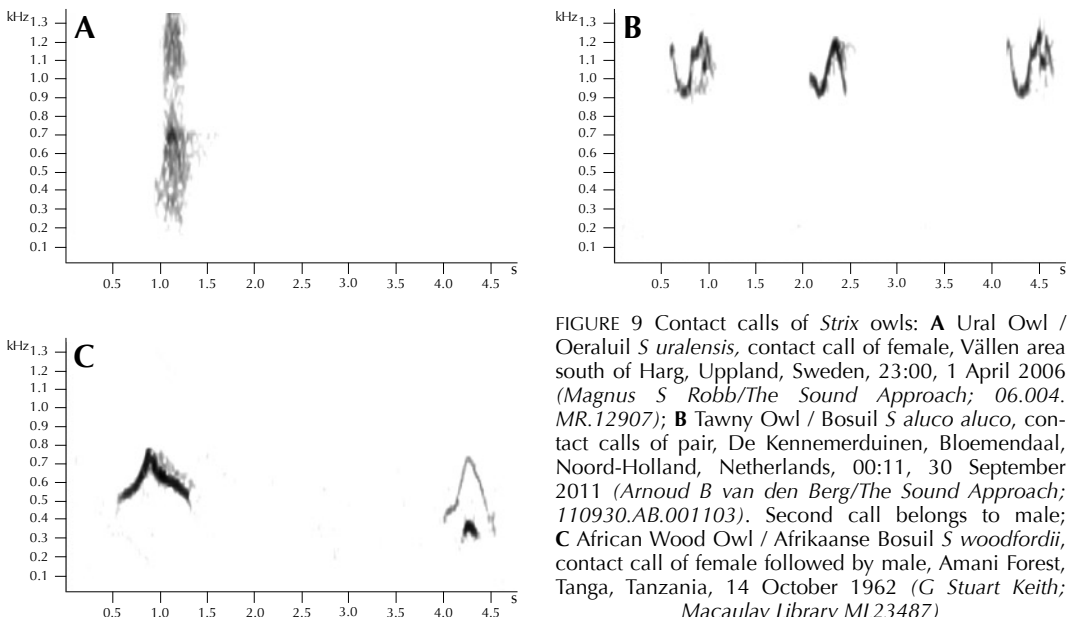 kHz
A
1.3
1.2
1.1
1.0
0.9
0.8
0.7
0.6
0.5
0.4
0.3
0.2
0.1
0.5 1.0 1.5 2.0 2.5 3.0 3.5 4.0 4.5
s
kHz
B
1.3
1.2
1.1
1.0
0.9
0.8
0.7
0.6
0.5
0.4
0.3
0.2
0.1
0.5 1.0 1.5 2.0 2.5 3.0 3.5 4.0 4.5
s
kHz
C
1.3
1.2
1.1
1.0
0.9
0.8
0.7
0.6
0.5
0.4
0.3
0.2
0.1
0.5 1.0 1.5 2.0 2.5 3.0 3.5 4.0 4.5
s
FIGURE 9 Contact calls of Strix owls: A Ural Owl /
Oeraluil S uralensis, contact call of female, Vällen area
south of Harg, Uppland, Sweden, 23:00, 1 April 2006
(Magnus S Robb/The Sound Approach; 06.004.
MR.12907); B Tawny Owl / Bosuil S aluco aluco, con-
tact calls of pair, De Kennemerduinen, Bloemendaal,
Noord-Holland, Netherlands, 00:11, 30 September
2011 (Arnoud B van den Berg/The Sound Approach;
110930.AB.001103). Second call belongs to male;
C African Wood Owl / Afrikaanse Bosuil S woodfordii,
contact call of female followed by male, Amani Forest,
Tanga, Tanzania, 14 October 1962 (G Stuart Keith;
Macaulay Library ML23487)